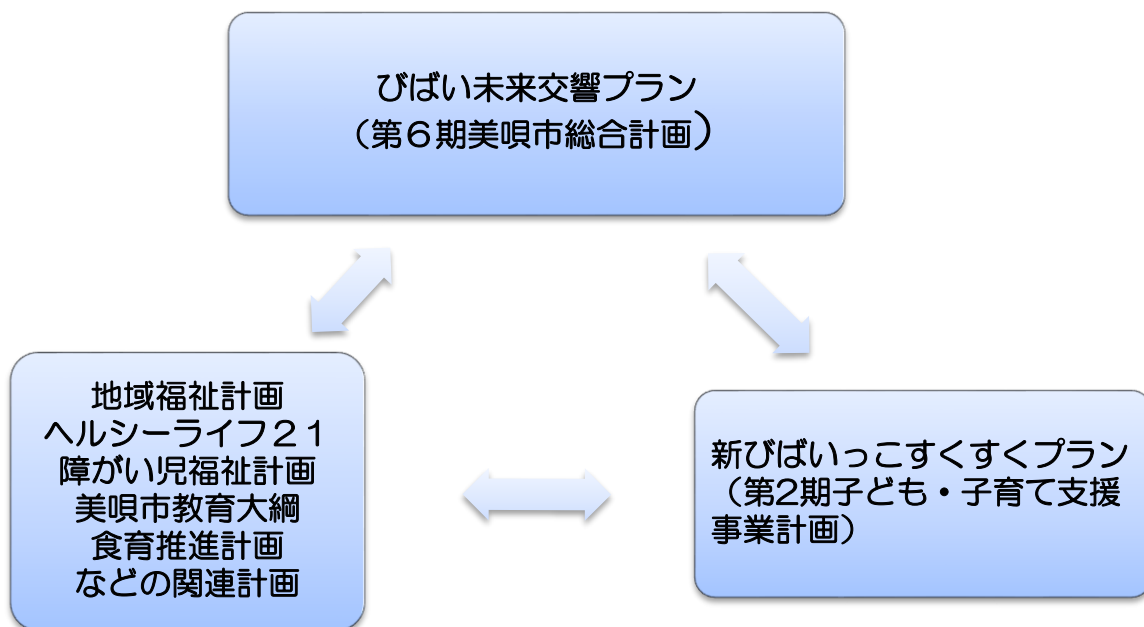 びばい未来交響プラン
（第６期美唄市総合計画）
地域福祉計画
ヘルシーライフ２１
障がい児福祉計画
美唄市教育大綱
食育推進計画
などの関連計画
新びばいっこすくすくプラン
（第2期子ども・子育て支援
事業計画）